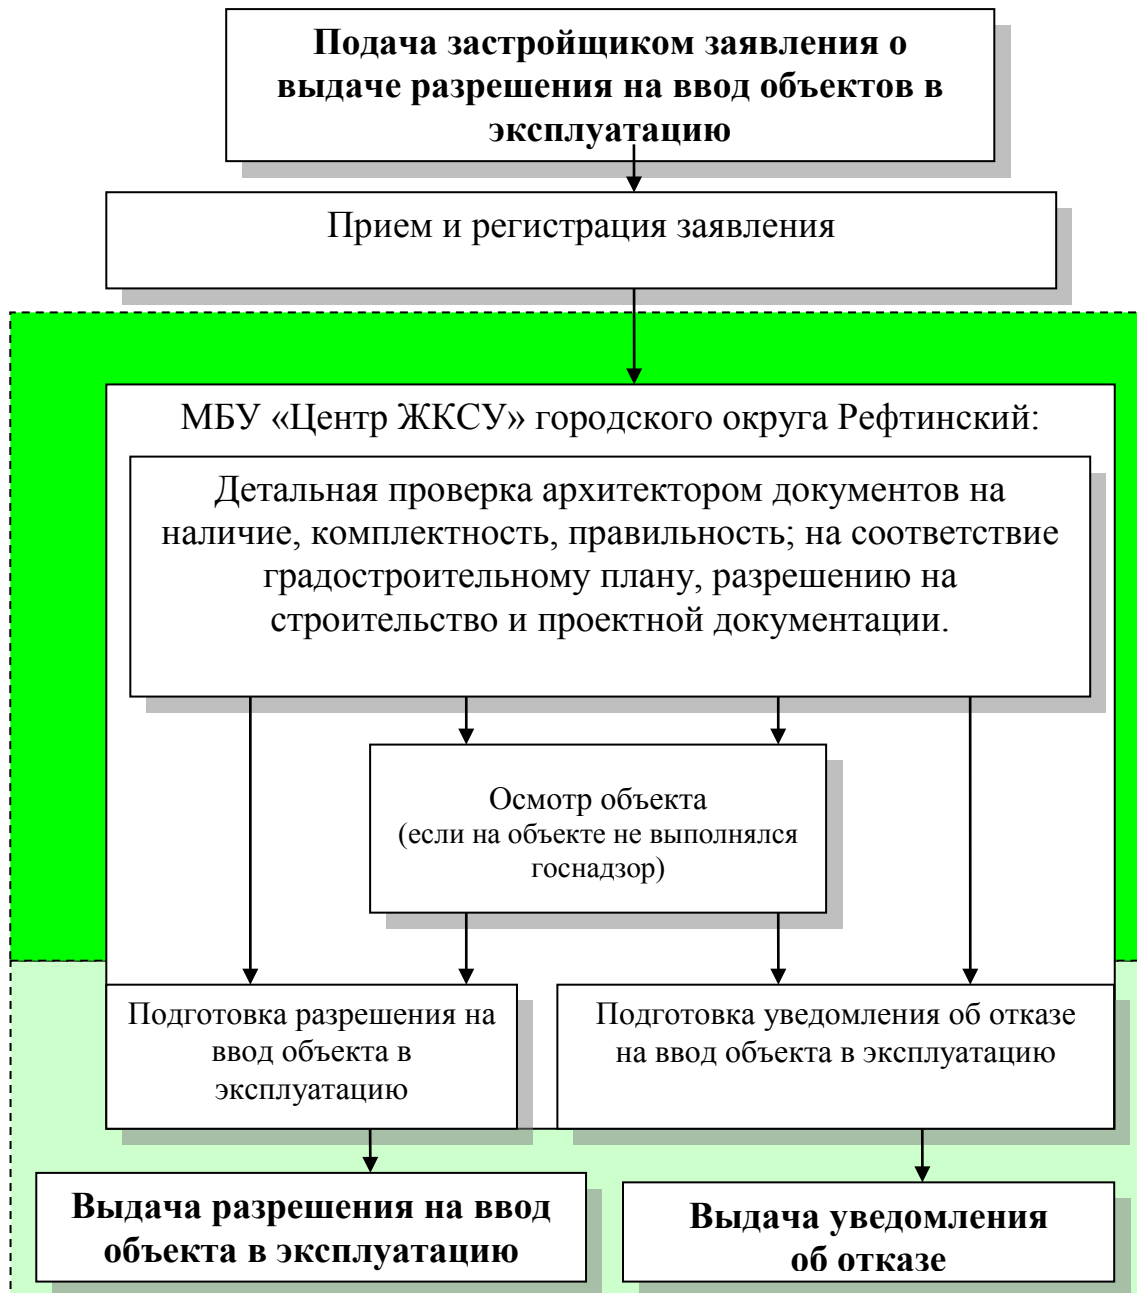 Подача застройщиком заявления о
выдаче разрешения на ввод объектов в
эксплуатацию
Прием и регистрация заявления
МБУ «Центр ЖКСУ» городского округа Рефтинский:
Детальная проверка архитектором документов на
наличие, комплектность, правильность; на соответствие
градостроительному плану, разрешению на
строительство и проектной документации.
Осмотр объекта
(если на объекте не выполнялся
госнадзор)
Подготовка разрешения на
ввод объекта в
эксплуатацию
Подготовка уведомления об отказе
на ввод объекта в эксплуатацию
Выдача разрешения на ввод
объекта в эксплуатацию
Выдача уведомления
об отказе